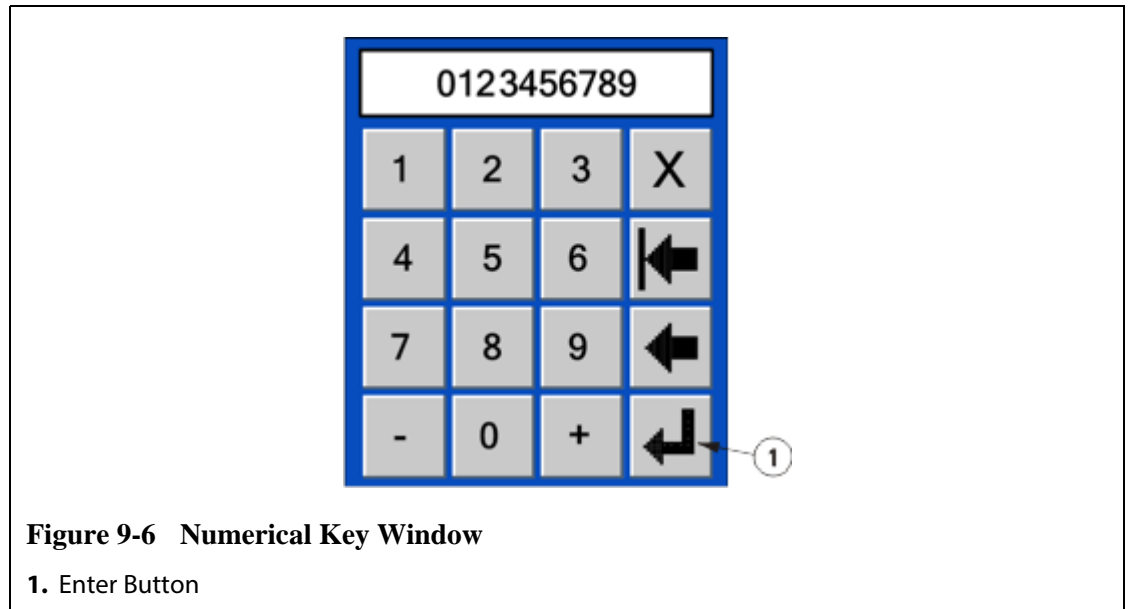 0123456789
1 2 3 X
4 5 6
7 8 9
- 0 +
1
Figure 9-6 Numerical Key Window
1. Enter Button